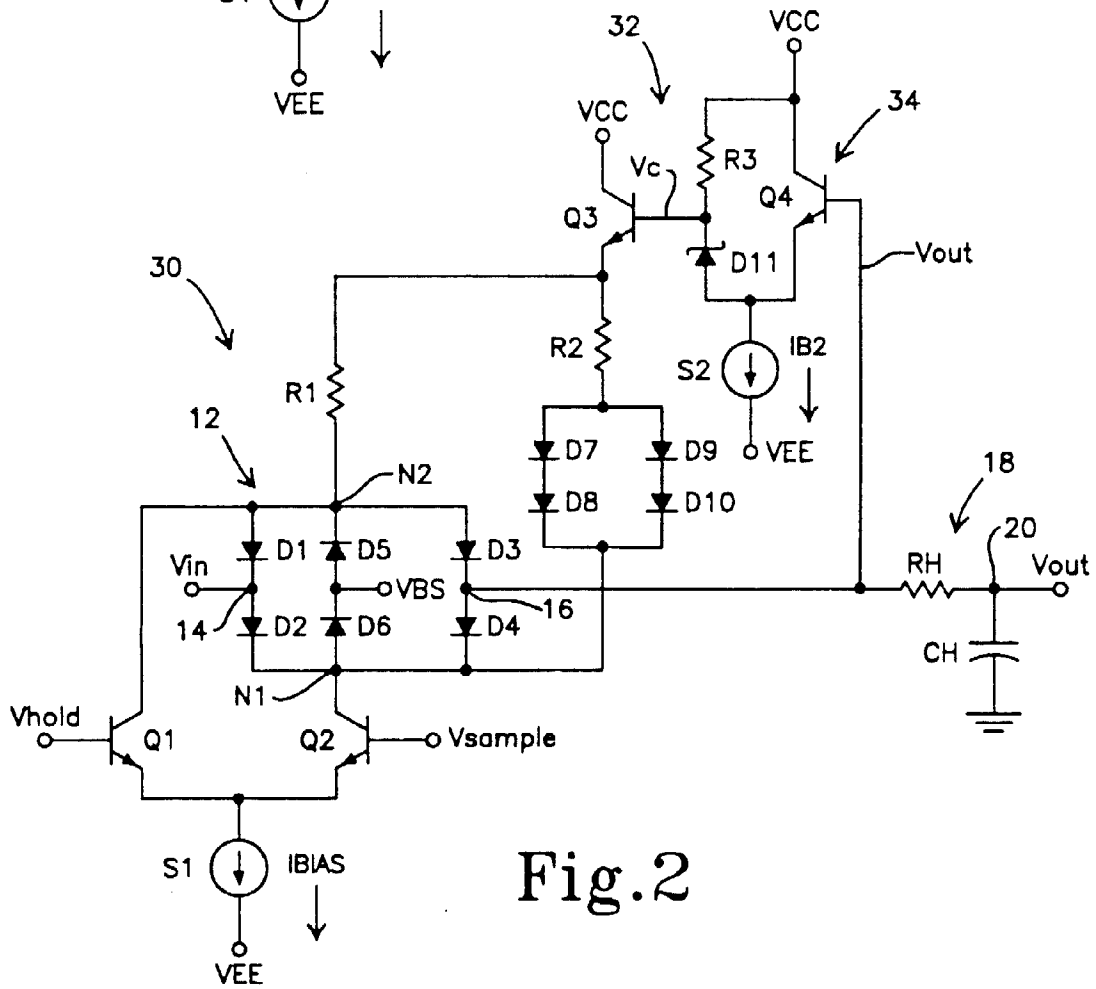 VEE
32
VCC
VCC
34
R3
Vc
Q4
Q3
D11
Vout
30
R2
S2
IB2
R1
12
VEE
N2
D7
D9
18
D8
D10
20
D1
D5
D3
RH
Vout
Vin
VBS
16
14
D2
D6
D4
CH
N1
Vhold
Q1
Q2
Vsample
S1
IBIAS
Fig.2
VEE